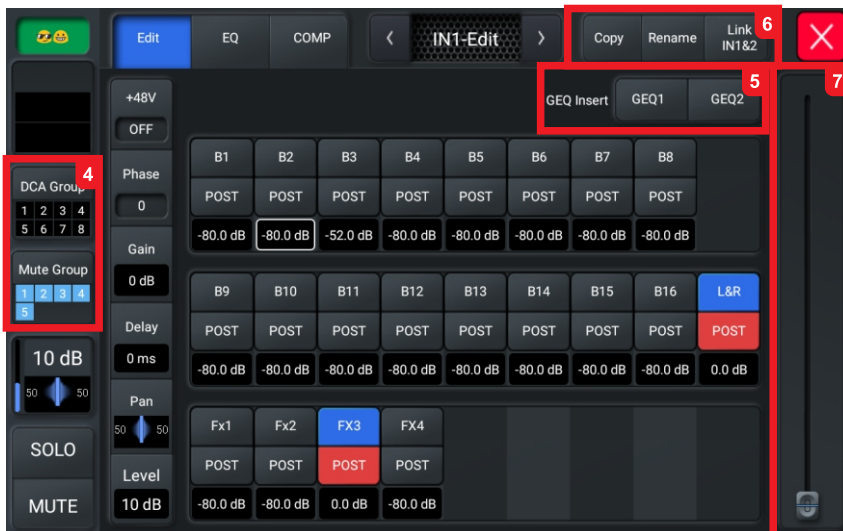 Edit EQ COMP IN1-Edit Copy Rename Link IN1&2 6
+48V
OFF
GEQ Insert GEQ1 GEQ2 5
7
4
DCA Group
1 2 3 4
5 6 7 8
Mute Group
1 2 3 4
5
10 dB
50 50
SOLO
MUTE
Phase
0
Gain
0 dB
Delay
0 ms
Pan
50 50
Level
10 dB
B1 B2 B3 B4 B5 B6 B7 B8
POST POST POST POST POST POST POST POST
-80.0 dB -80.0 dB -52.0 dB -80.0 dB -80.0 dB -80.0 dB -80.0 dB -80.0 dB
B9 B10 B11 B12 B13 B14 B15 B16 L&R
POST POST POST POST POST POST POST POST POST
-80.0 dB -80.0 dB -80.0 dB -80.0 dB -80.0 dB -80.0 dB -80.0 dB -80.0 dB 0.0 dB
Fx1 Fx2 FX3 FX4
POST POST POST POST
-80.0 dB -80.0 dB 0.0 dB -80.0 dB